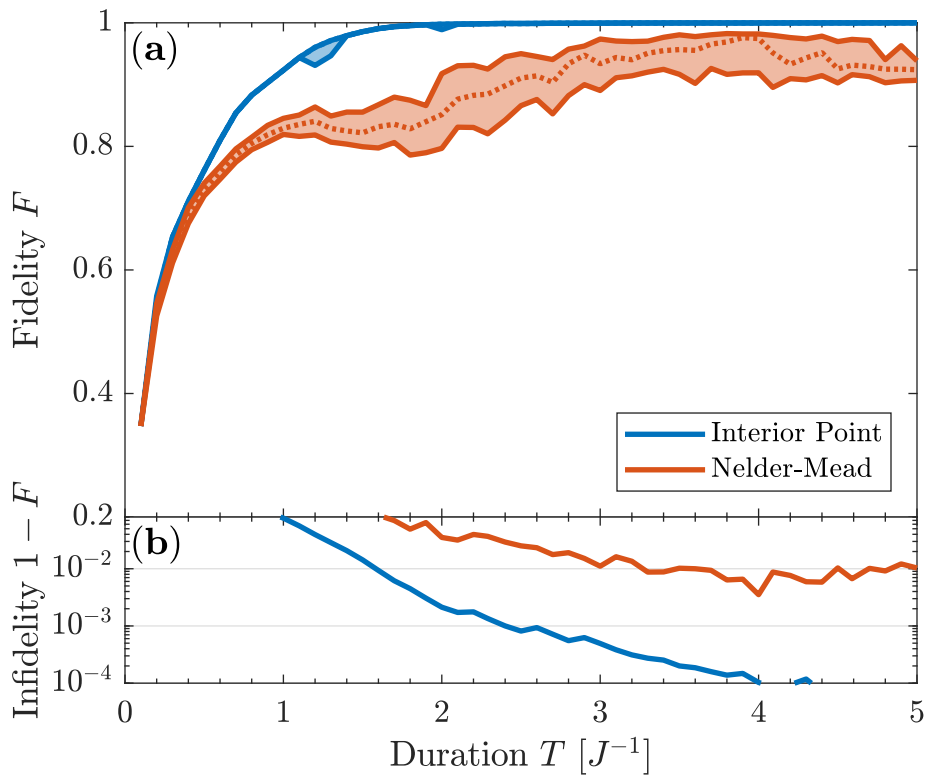 (a)
1
0.8
0.6
0.4
0.2
Fidelity F
Interior Point
Nelder-Mead
(b)
10⁻²
10⁻³
10⁻⁴
Infidelity 1 − F
0 1 2 3 4 5
Duration T [J⁻¹]